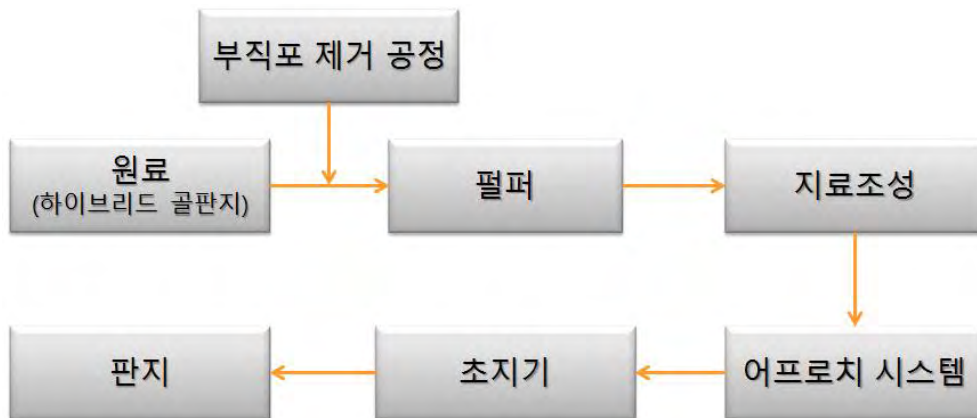 부직포 제거 공정
원료
(하이브리드 골판지)
펄퍼
지료조성
어프로치 시스템
초지기
판지